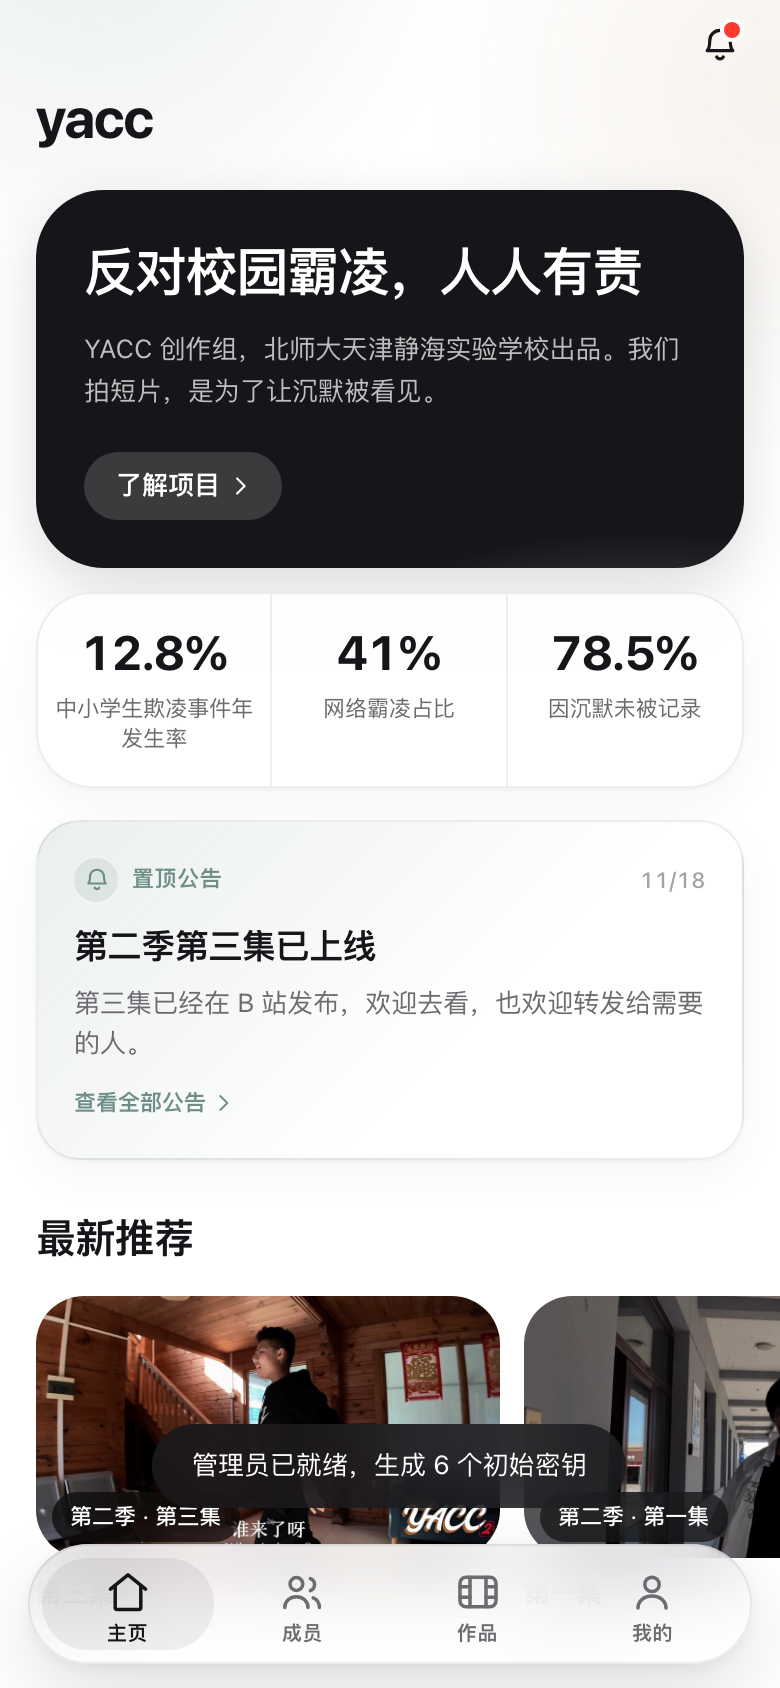 yacc
反对校园霸凌，人人有责
YACC 创作组，北师大天津静海实验学校出品。我们
拍短片，是为了让沉默被看见。
了解项目
12.8%
中小学生欺凌事件年
发生率
41%
网络霸凌占比
78.5%
因沉默未被记录
置顶公告
11/18
第二季第三集已上线
第三集已经在 B 站发布，欢迎去看，也欢迎转发给需要
的人。
查看全部公告
最新推荐
管理员已就绪，生成 6 个初始密钥
第二季 · 第三集
谁来了呀
YACC 2
第二季 · 第一集
第三集
第一集
主页
成员
作品
我的